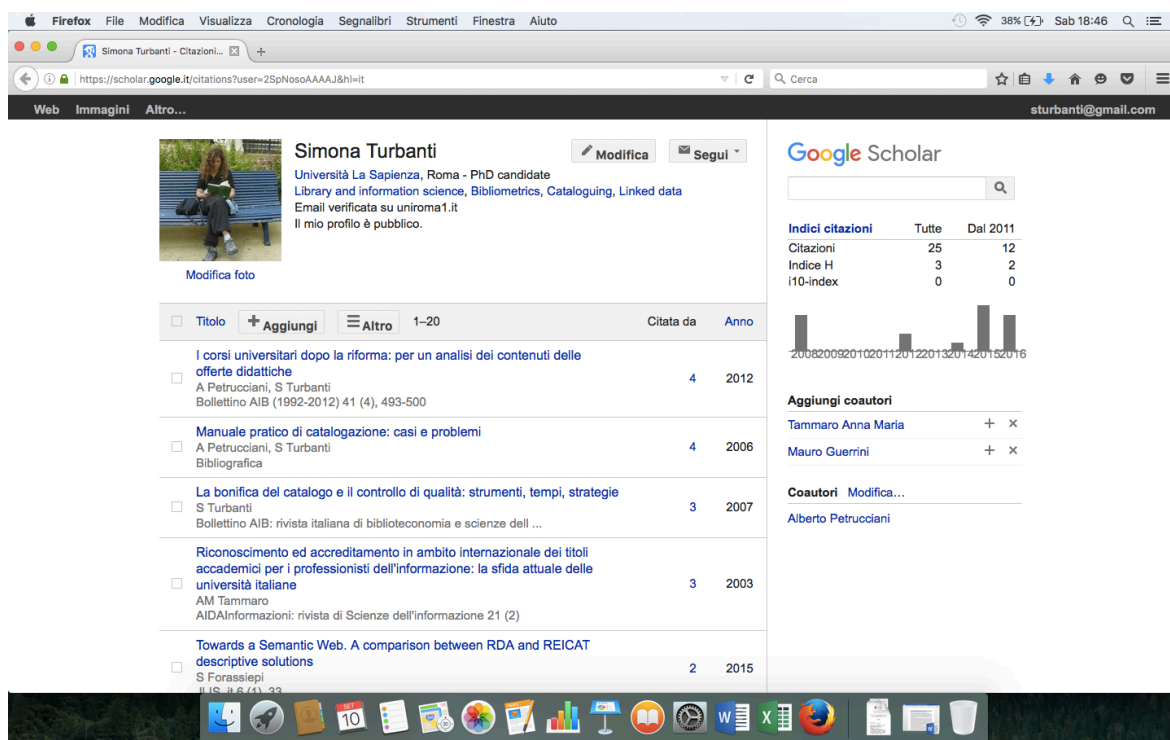 Firefox File Modifica Visualizza Cronologia Segnalibri Strumenti Finestra Aiuto 38% Sab 18:46
Simona Turbanti - Citazioni...
https://scholar.google.it/citations?user=2SpNosoAAAAJ&hl=it Cerca
Web Immagini Altro... sturbanti@gmail.com
Simona Turbanti
Modifica Segui
Università La Sapienza, Roma - PhD candidate
Library and information science, Bibliometrics, Cataloguing, Linked data
Email verificata su uniroma1.it
Il mio profilo è pubblico.
Modifica foto
Titolo Aggiungi Altro 1–20 Citata da Anno
I corsi universitari dopo la riforma: per un analisi dei contenuti delle
offerte didattiche
A Petrucciani, S Turbanti
Bollettino AIB (1992-2012) 41 (4), 493-500
4 2012
Manuale pratico di catalogazione: casi e problemi
A Petrucciani, S Turbanti
Bibliografica
4 2006
La bonifica del catalogo e il controllo di qualità: strumenti, tempi, strategie
S Turbanti
Bollettino AIB: rivista italiana di biblioteconomia e scienze dell ...
3 2007
Riconoscimento ed accreditamento in ambito internazionale dei titoli
accademici per i professionisti dell'informazione: la sfida attuale delle
università italiane
AM Tammaro
AIDAInformazioni: rivista di Scienze dell'informazione 21 (2)
3 2003
Towards a Semantic Web. A comparison between RDA and REICAT
descriptive solutions
S Forassiepi
JLIS. it 6 (1), 33
2 2015
Google Scholar
Indici citazioni Tutte Dal 2011
Citazioni 25 12
Indice H 3 2
i10-index 0 0
2008 2009 2010 2011 2012 2013 2014 2015 2016
Aggiungi coautori
Tammaro Anna Maria
Mauro Guerrini
Coautori Modifica...
Alberto Petrucciani
SET
10